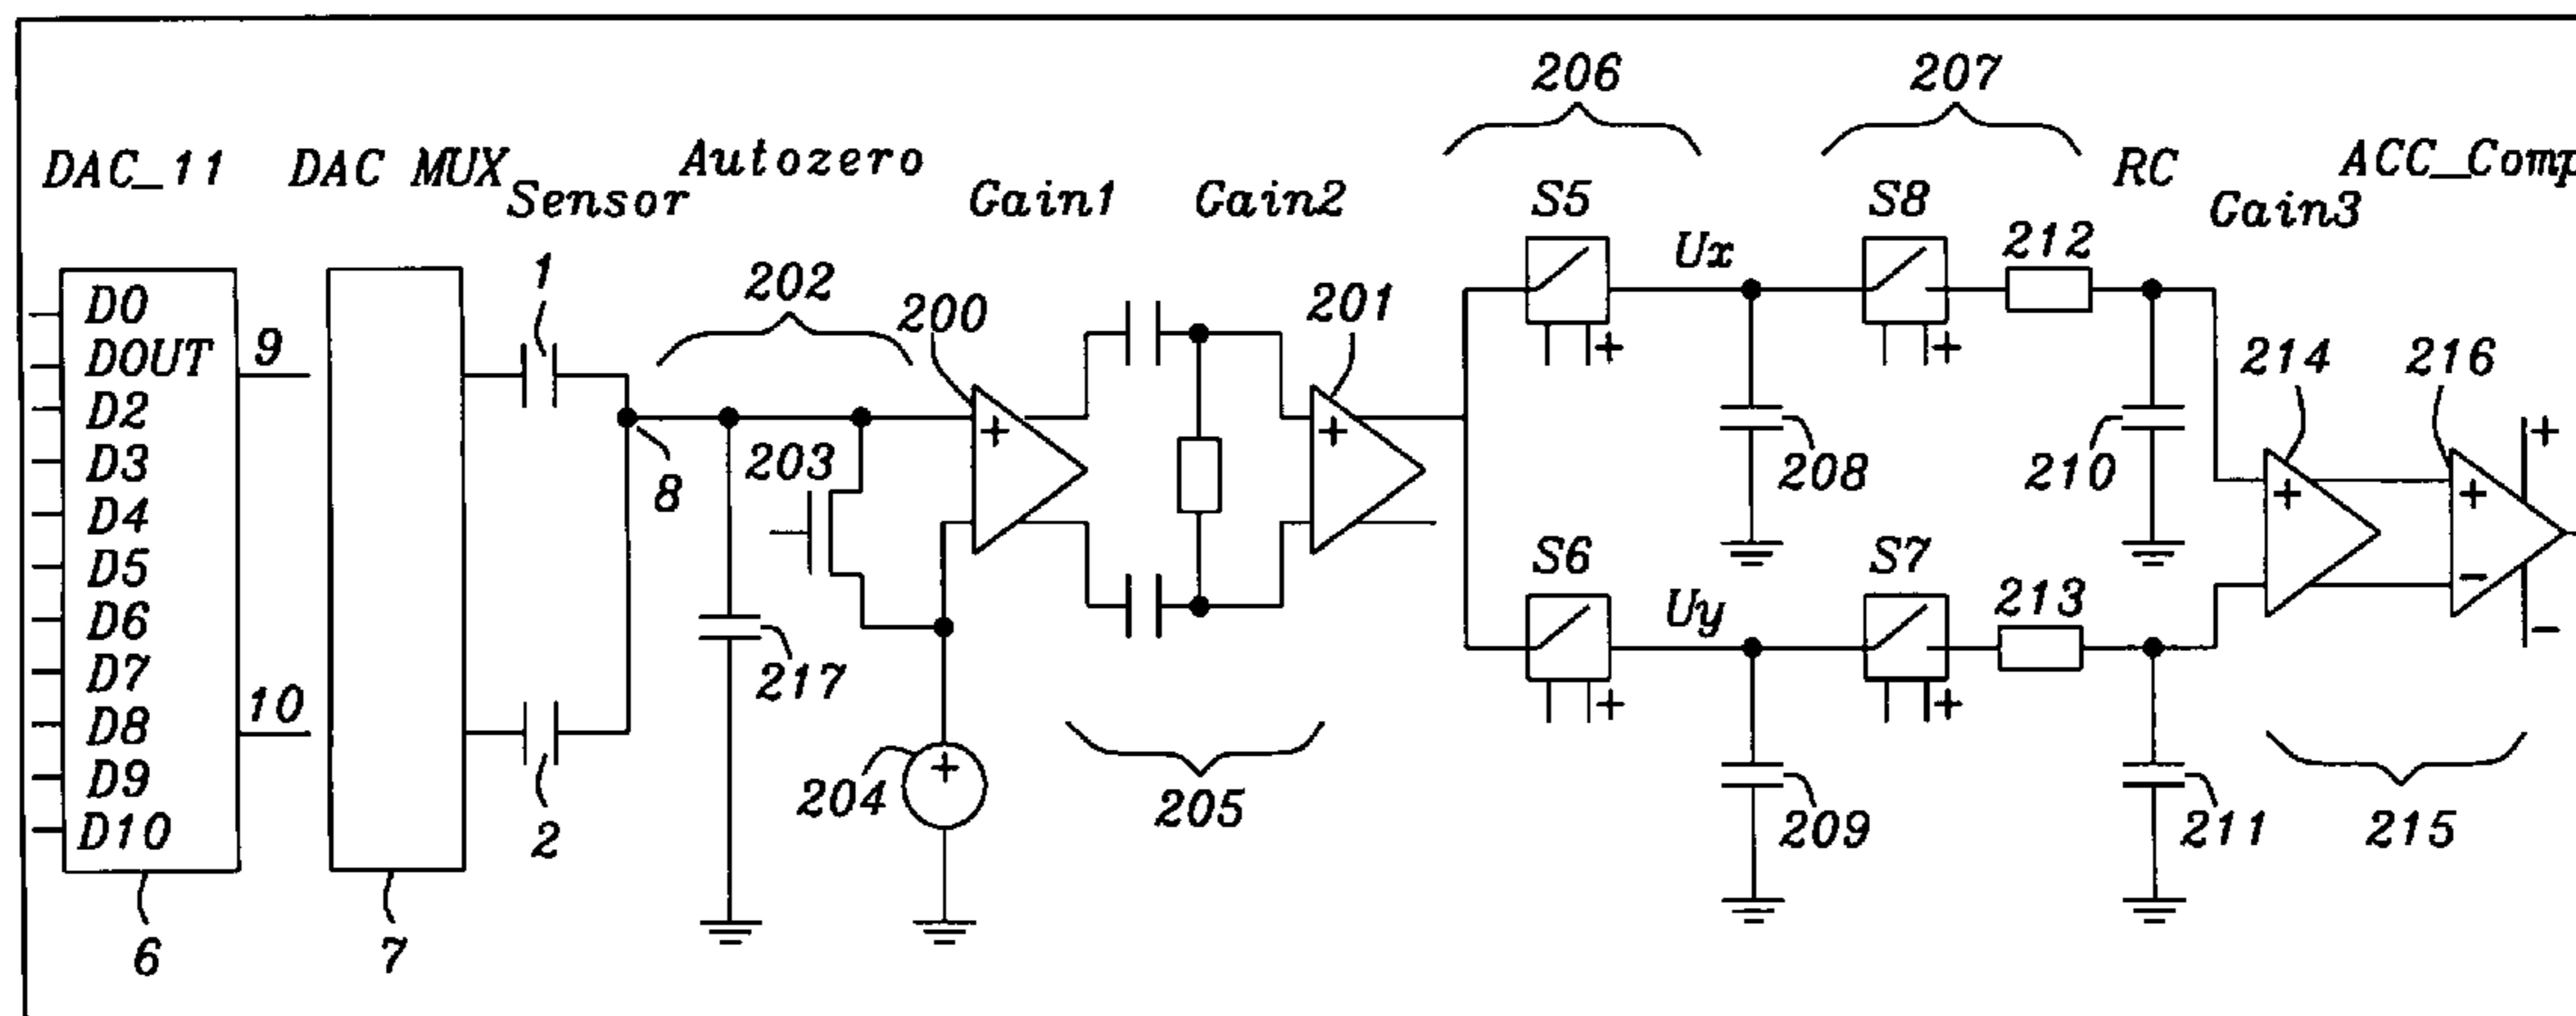 206
207
DAC_11
DAC MUX
Sensor
Autozero
Gain1
Gain2
S5
S8
RC
Gain3
ACC_Comp
D0
DOUT
D2
D3
D4
D5
D6
D7
D8
D9
D10
9
10
6
7
1
2
8
202
203
217
200
+
204
+
205
201
+
+
Ux
208
+
212
210
S6
+
Uy
209
S7
+
213
211
214
+
216
+
-
+
-
215